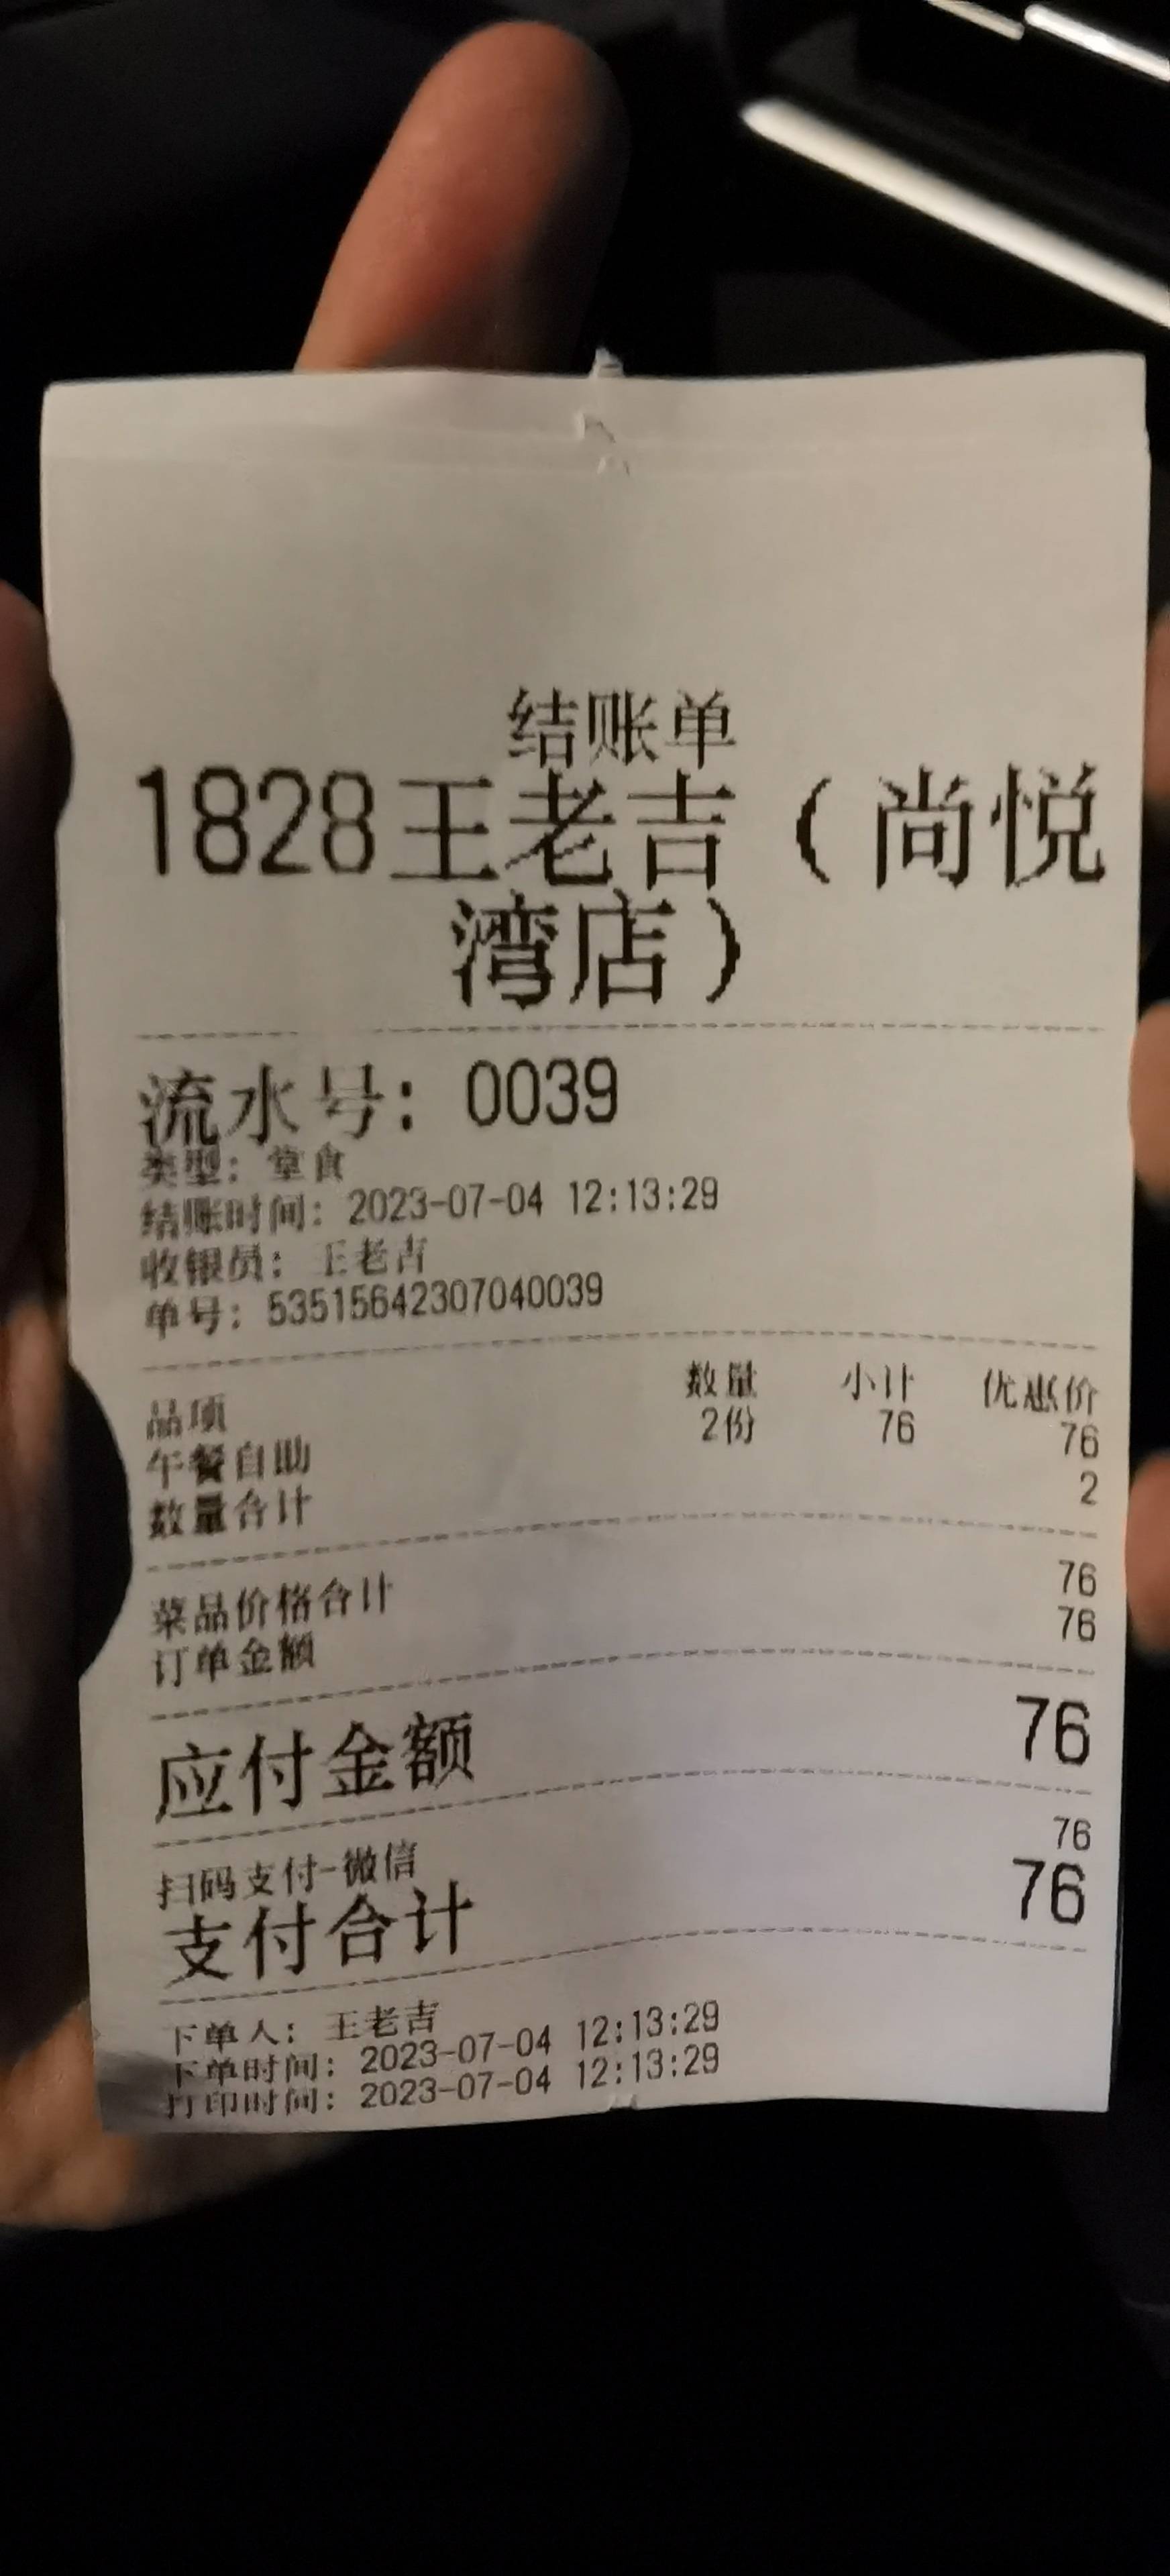 结账单
1828王老吉（尚悦
湾店）
流水号：0039
类型：堂食
结账时间：2023-07-04 12:13:29
收银员：王老吉
单号：53515642307040039
品项 数量 小计 优惠价
午餐自助 2份 76 76
数量合计 2
菜品价格合计 76
订单金额 76
应付金额 76
扫码支付-微信 76
支付合计 76
下单人：王老吉
下单时间：2023-07-04 12:13:29
打印时间：2023-07-04 12:13:29